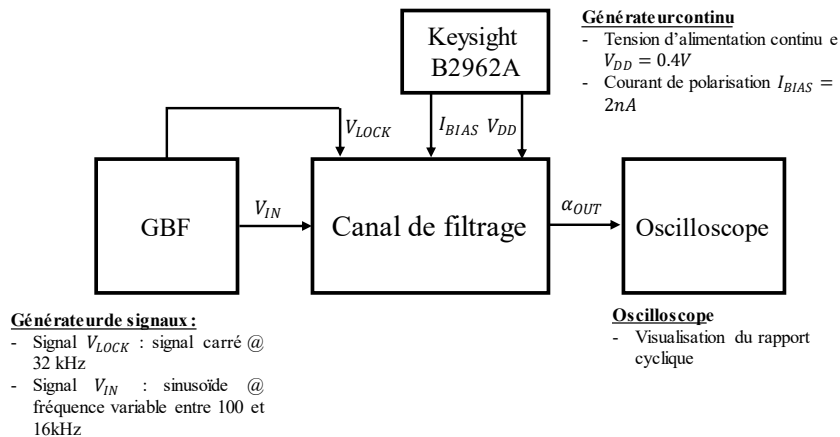 Générateurcontinu
- Tension d'alimentation continu e
V_DD = 0.4V
- Courant de polarisation I_BIAS =
2nA
Keysight
B2962A
V_LOCK
I_BIAS V_DD
GBF
V_IN
Canal de filtrage
α_OUT
Oscilloscope
Générateurde signaux :
- Signal V_LOCK : signal carré @
32 kHz
- Signal V_IN : sinusoïde @
fréquence variable entre 100 et
16kHz
Oscilloscope
- Visualisation du rapport
cyclique